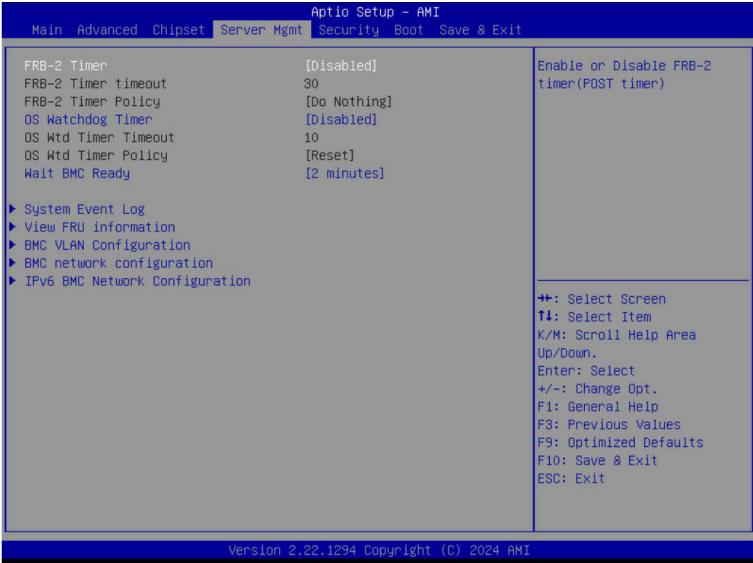 Aptio Setup – AMI
Main Advanced Chipset Server Mgmt Security Boot Save & Exit
FRB-2 Timer [Disabled]
FRB-2 Timer timeout 30
FRB-2 Timer Policy [Do Nothing]
OS Watchdog Timer [Disabled]
OS Wtd Timer Timeout 10
OS Wtd Timer Policy [Reset]
Wait BMC Ready [2 minutes]
▶ System Event Log
▶ View FRU information
▶ BMC VLAN Configuration
▶ BMC network configuration
▶ IPv6 BMC Network Configuration
Enable or Disable FRB-2
timer(POST timer)
→←: Select Screen
↑↓: Select Item
K/M: Scroll Help Area
Up/Down.
Enter: Select
+/-: Change Opt.
F1: General Help
F3: Previous Values
F9: Optimized Defaults
F10: Save & Exit
ESC: Exit
Version 2.22.1294 Copyright (C) 2024 AMI